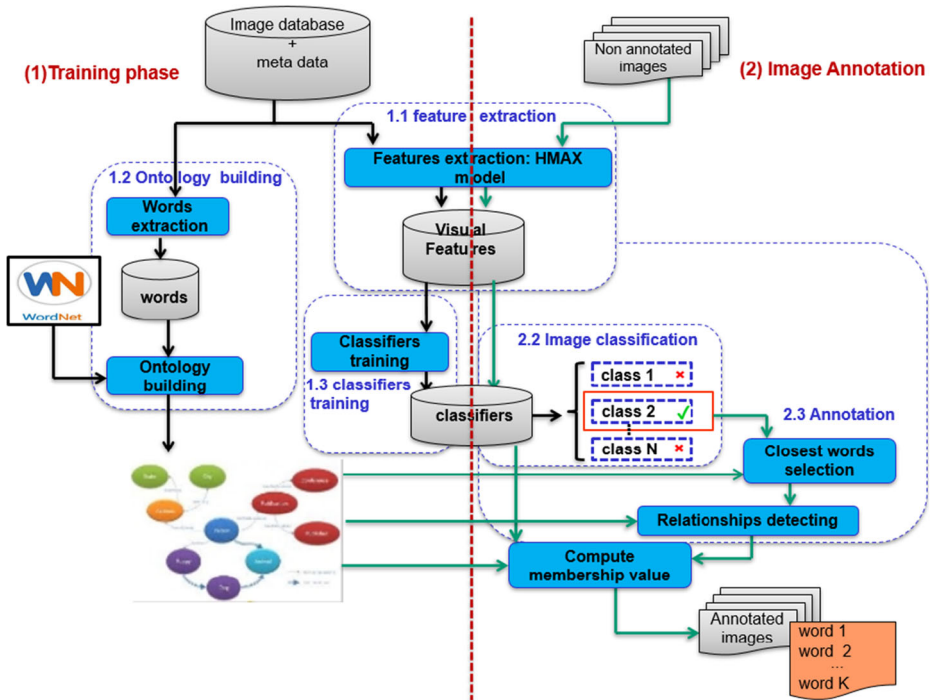 Image database
+
meta data
Non annotated
images
(1)Training phase
(2) Image Annotation
1.1 feature extraction
Features extraction: HMAX
model
1.2 Ontology building
Words
extraction
Visual
Features
WN
WordNet
words
Classifiers
training
2.2 Image classification
Ontology
building
1.3 classifiers
training
class 1
classifiers
class 2
class N
2.3 Annotation
Closest words
selection
Relationships detecting
Compute
membership value
Annotated
images
word 1
word 2
...
word K